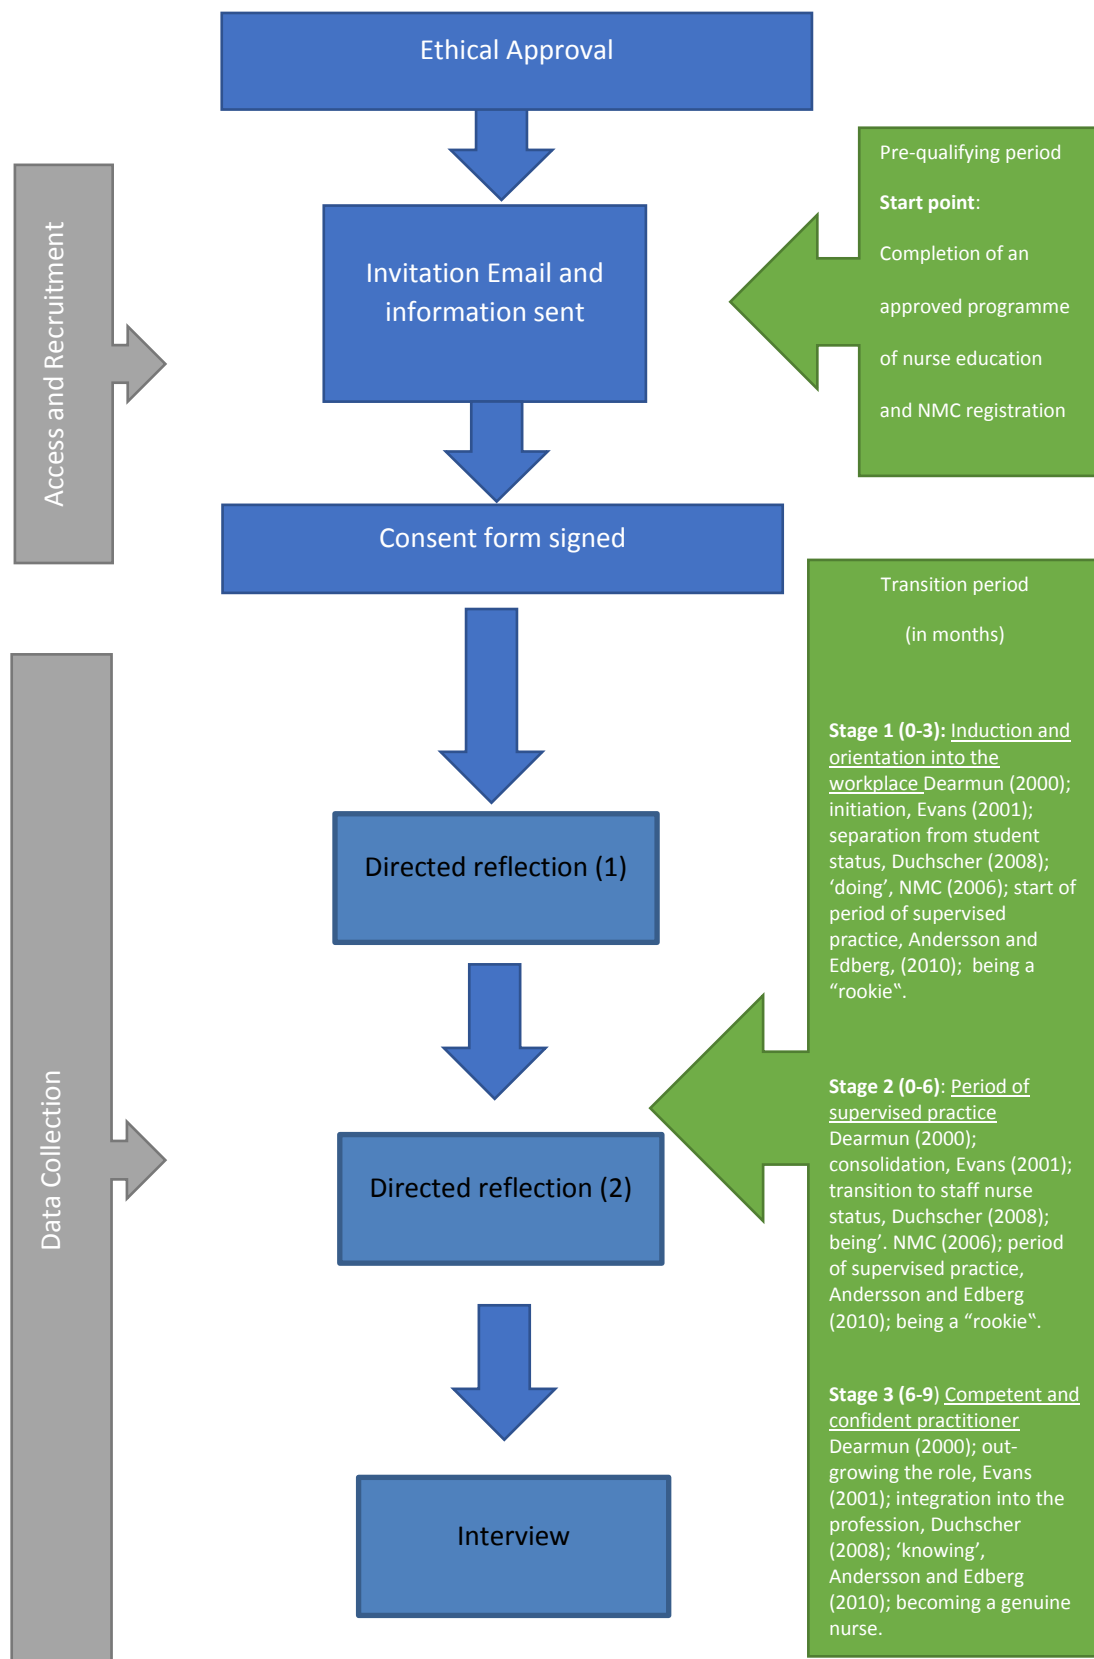 Ethical Approval
Access and Recruitment
Invitation Email and
information sent
Pre-qualifying period
Start point:
Completion of an
approved programme
of nurse education
and NMC registration
Consent form signed
Data Collection
Directed reflection (1)
Directed reflection (2)
Interview
Transition period
(in months)
Stage 1 (0-3): Induction and
orientation into the
workplace Dearmun (2000);
initiation, Evans (2001);
separation from student
status, Duchscher (2008);
‘doing’, NMC (2006); start of
period of supervised
practice, Andersson and
Edberg, (2010); being a
“rookie‟.
Stage 2 (0-6): Period of
supervised practice
Dearmun (2000);
consolidation, Evans (2001);
transition to staff nurse
status, Duchscher (2008);
being’. NMC (2006); period
of supervised practice,
Andersson and Edberg
(2010); being a “rookie‟.
Stage 3 (6-9) Competent and
confident practitioner
Dearmun (2000); out-
growing the role, Evans
(2001); integration into the
profession, Duchscher
(2008); ‘knowing’,
Andersson and Edberg
(2010); becoming a genuine
nurse.